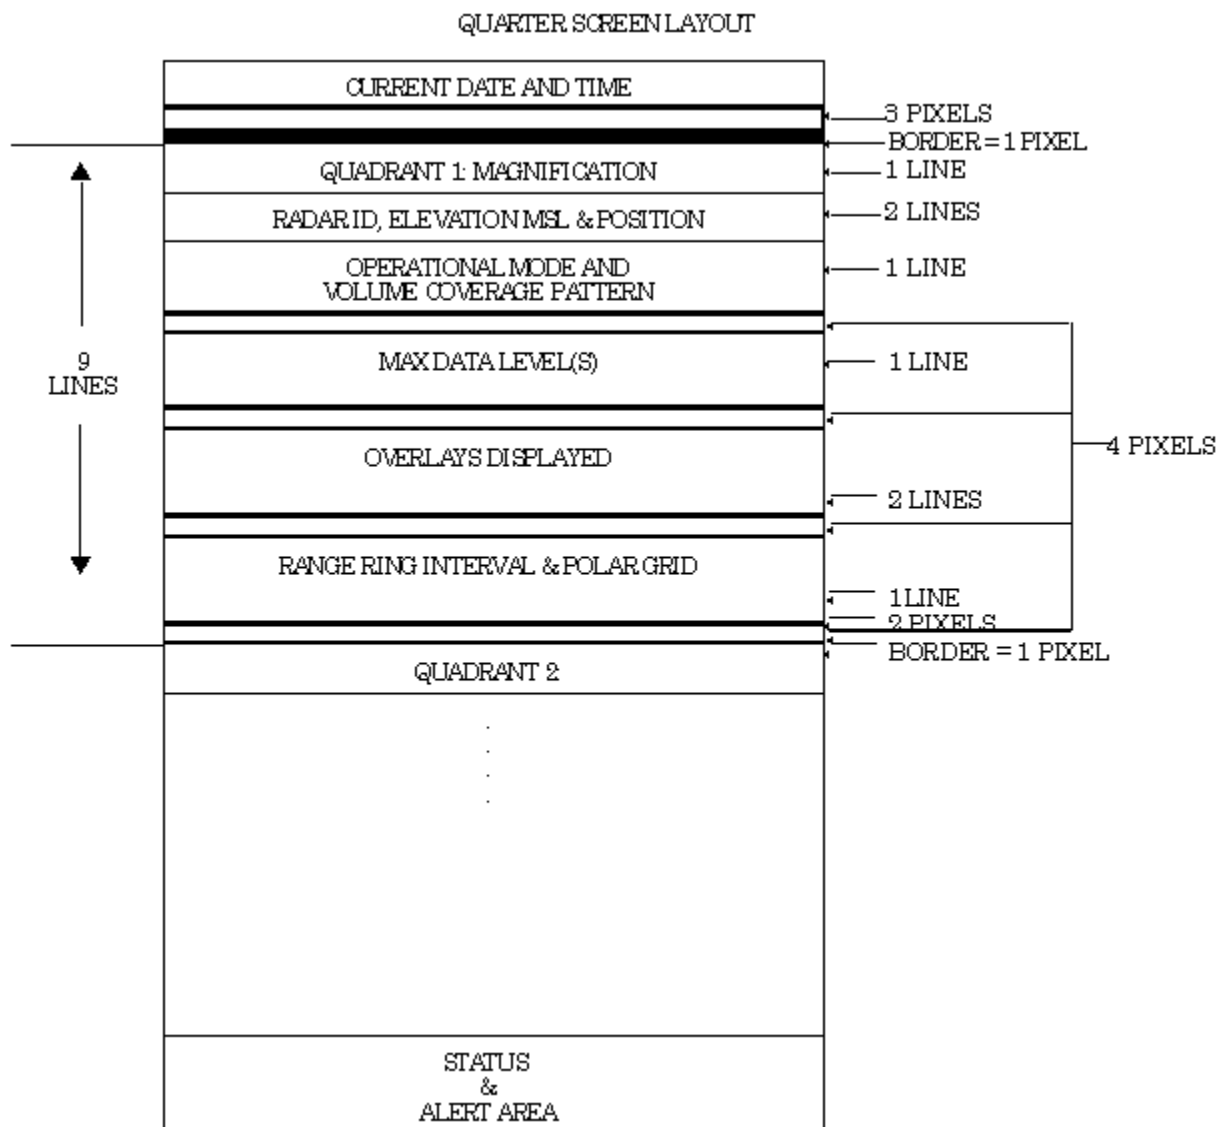 QUARTER SCREEN LAYOUT
CURRENT DATE AND TIME
3 PIXELS
BORDER = 1 PIXEL
QUADRANT 1: MAGNIFICATION
1 LINE
RADAR ID, ELEVATION MSL & POSITION
2 LINES
OPERATIONAL MODE AND
VOLUME COVERAGE PATTERN
1 LINE
9
LINES
MAX DATA LEVEL(S)
1 LINE
4 PIXELS
OVERLAYS DISPLAYED
2 LINES
RANGE RING INTERVAL & POLAR GRID
1 LINE
2 PIXELS
BORDER = 1 PIXEL
QUADRANT 2:
.
.
.
.
STATUS
&
ALERT AREA